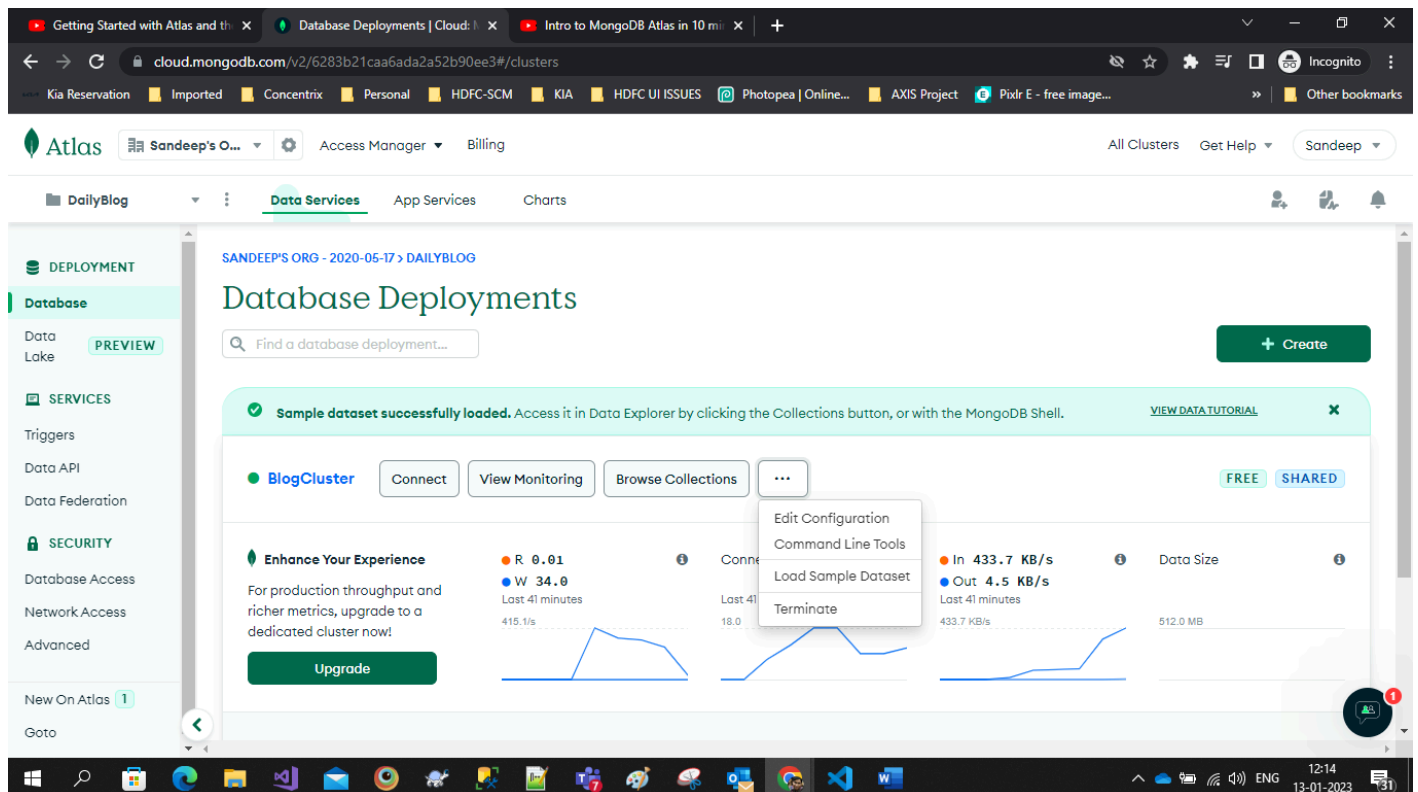 Getting Started with Atlas and th
Database Deployments | Cloud: M
Intro to MongoDB Atlas in 10 min
cloud.mongodb.com/v2/6283b21caa6ada2a52b90ee3#/clusters
Incognito
Kia Reservation
Imported
Concentrix
Personal
HDFC-SCM
KIA
HDFC UI ISSUES
Photopea | Online...
AXIS Project
Pixlr E - free image...
»
Other bookmarks
Atlas
Sandeep's O...
Access Manager
Billing
All Clusters
Get Help
Sandeep
DailyBlog
Data Services
App Services
Charts
DEPLOYMENT
Database
Data Lake
PREVIEW
SERVICES
Triggers
Data API
Data Federation
SECURITY
Database Access
Network Access
Advanced
New On Atlas 1
Goto
SANDEEP'S ORG - 2020-05-17 > DAILYBLOG
Database Deployments
Find a database deployment...
+ Create
Sample dataset successfully loaded. Access it in Data Explorer by clicking the Collections button, or with the MongoDB Shell.
VIEW DATA TUTORIAL
BlogCluster
Connect
View Monitoring
Browse Collections
...
FREE
SHARED
Edit Configuration
Command Line Tools
Load Sample Dataset
Terminate
Enhance Your Experience
For production throughput and
richer metrics, upgrade to a
dedicated cluster now!
Upgrade
R 0.01
W 34.0
Last 41 minutes
415.1/s
Conne
Last 41
18.0
In 433.7 KB/s
Out 4.5 KB/s
Last 41 minutes
433.7 KB/s
Data Size
512.0 MB
1
ENG
12:14
13-01-2023
31